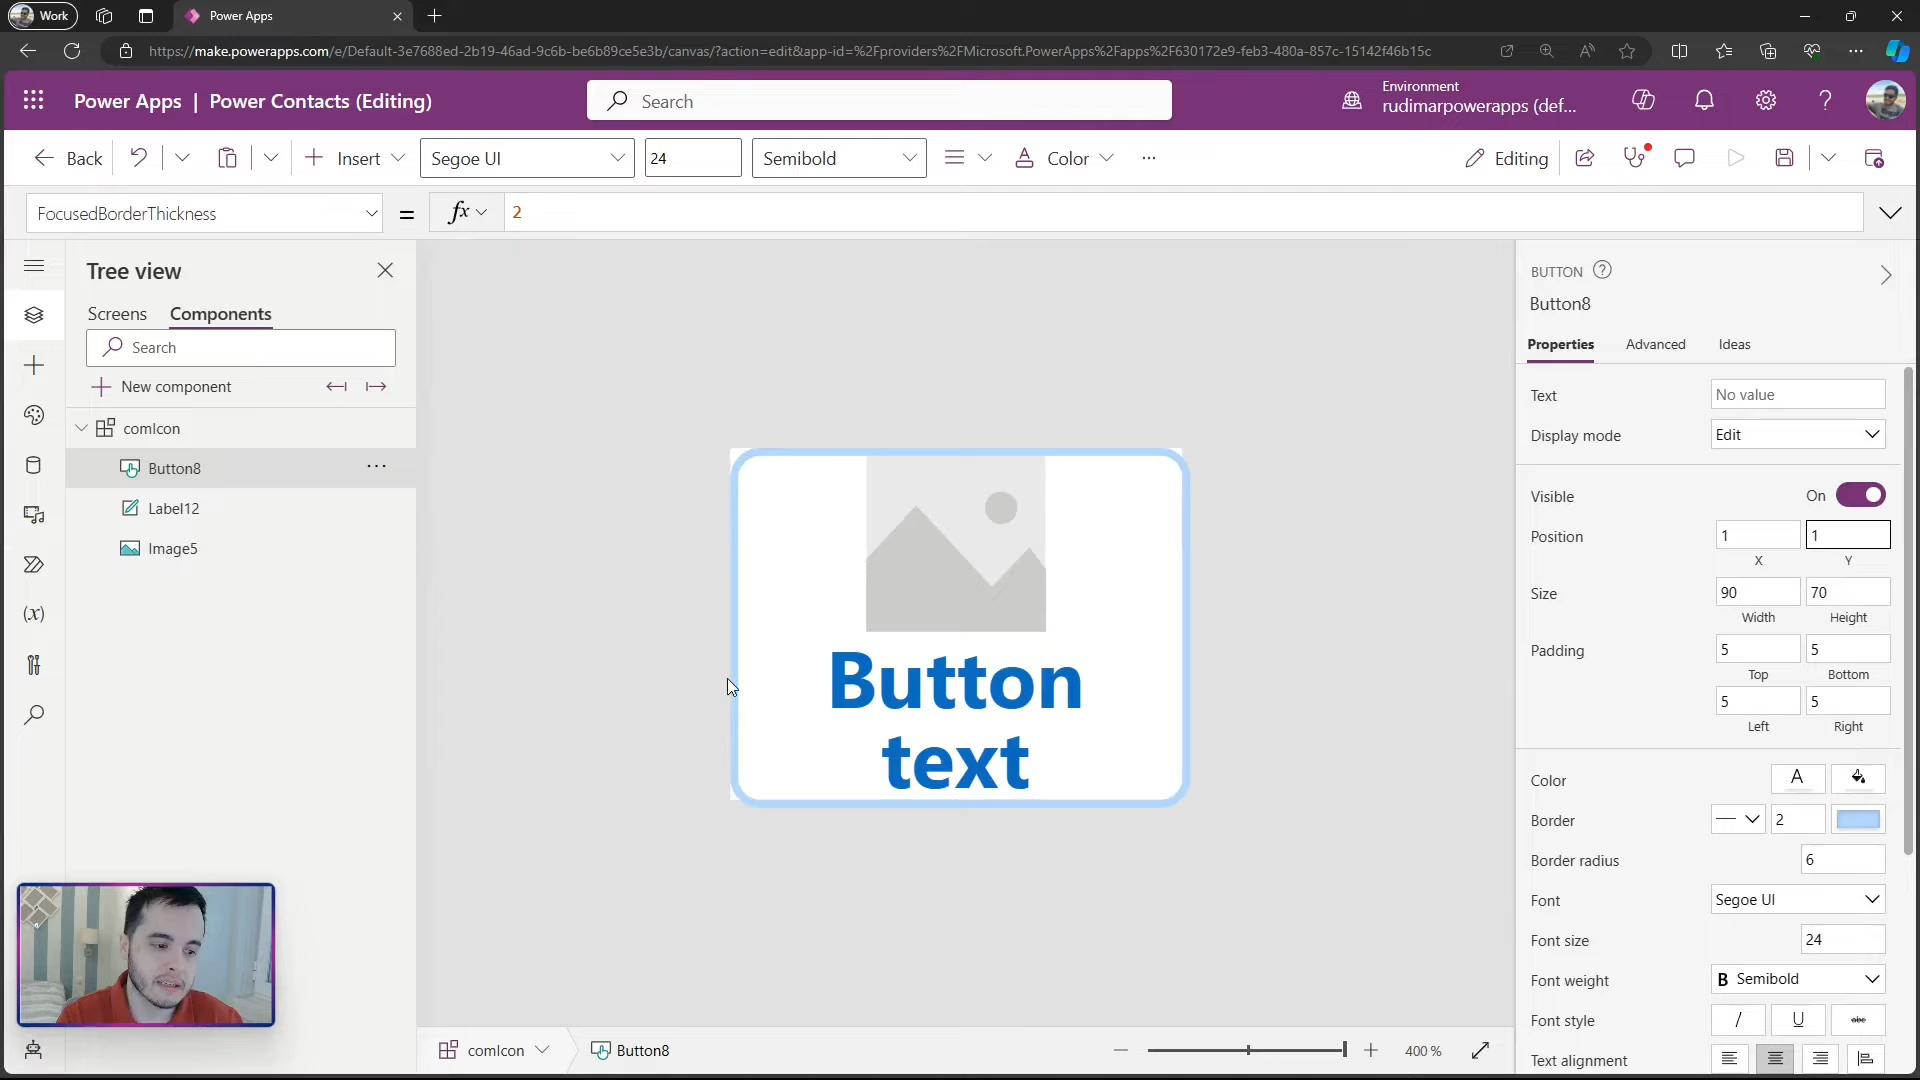 Work
Power Apps
https://make.powerapps.com/e/Default-3e7688ed-2b19-46ad-9c6b-be6b89ce5e3b/canvas/?action=edit&app-id=%2Fproviders%2FMicrosoft.PowerApps%2Fapps%2F630172e9-feb3-480a-857c-15142f46b15c
Power Apps | Power Contacts (Editing)
Search
Environment
rudimarpowerapps (def...
Back
Insert
Segoe UI
24
Semibold
Color
Editing
FocusedBorderThickness
=
fx
2
Tree view
Screens
Components
Search
New component
comIcon
Button8
Label12
Image5
(x)
Button
text
BUTTON
Button8
Properties
Advanced
Ideas
Text
No value
Display mode
Edit
Visible
On
Position
1
1
X
Y
Size
90
70
Width
Height
Padding
5
5
Top
Bottom
5
5
Left
Right
Color
A
Border
2
Border radius
6
Font
Segoe UI
Font size
24
Font weight
B Semibold
Font style
/
U
abc
Text alignment
comIcon
Button8
400 %